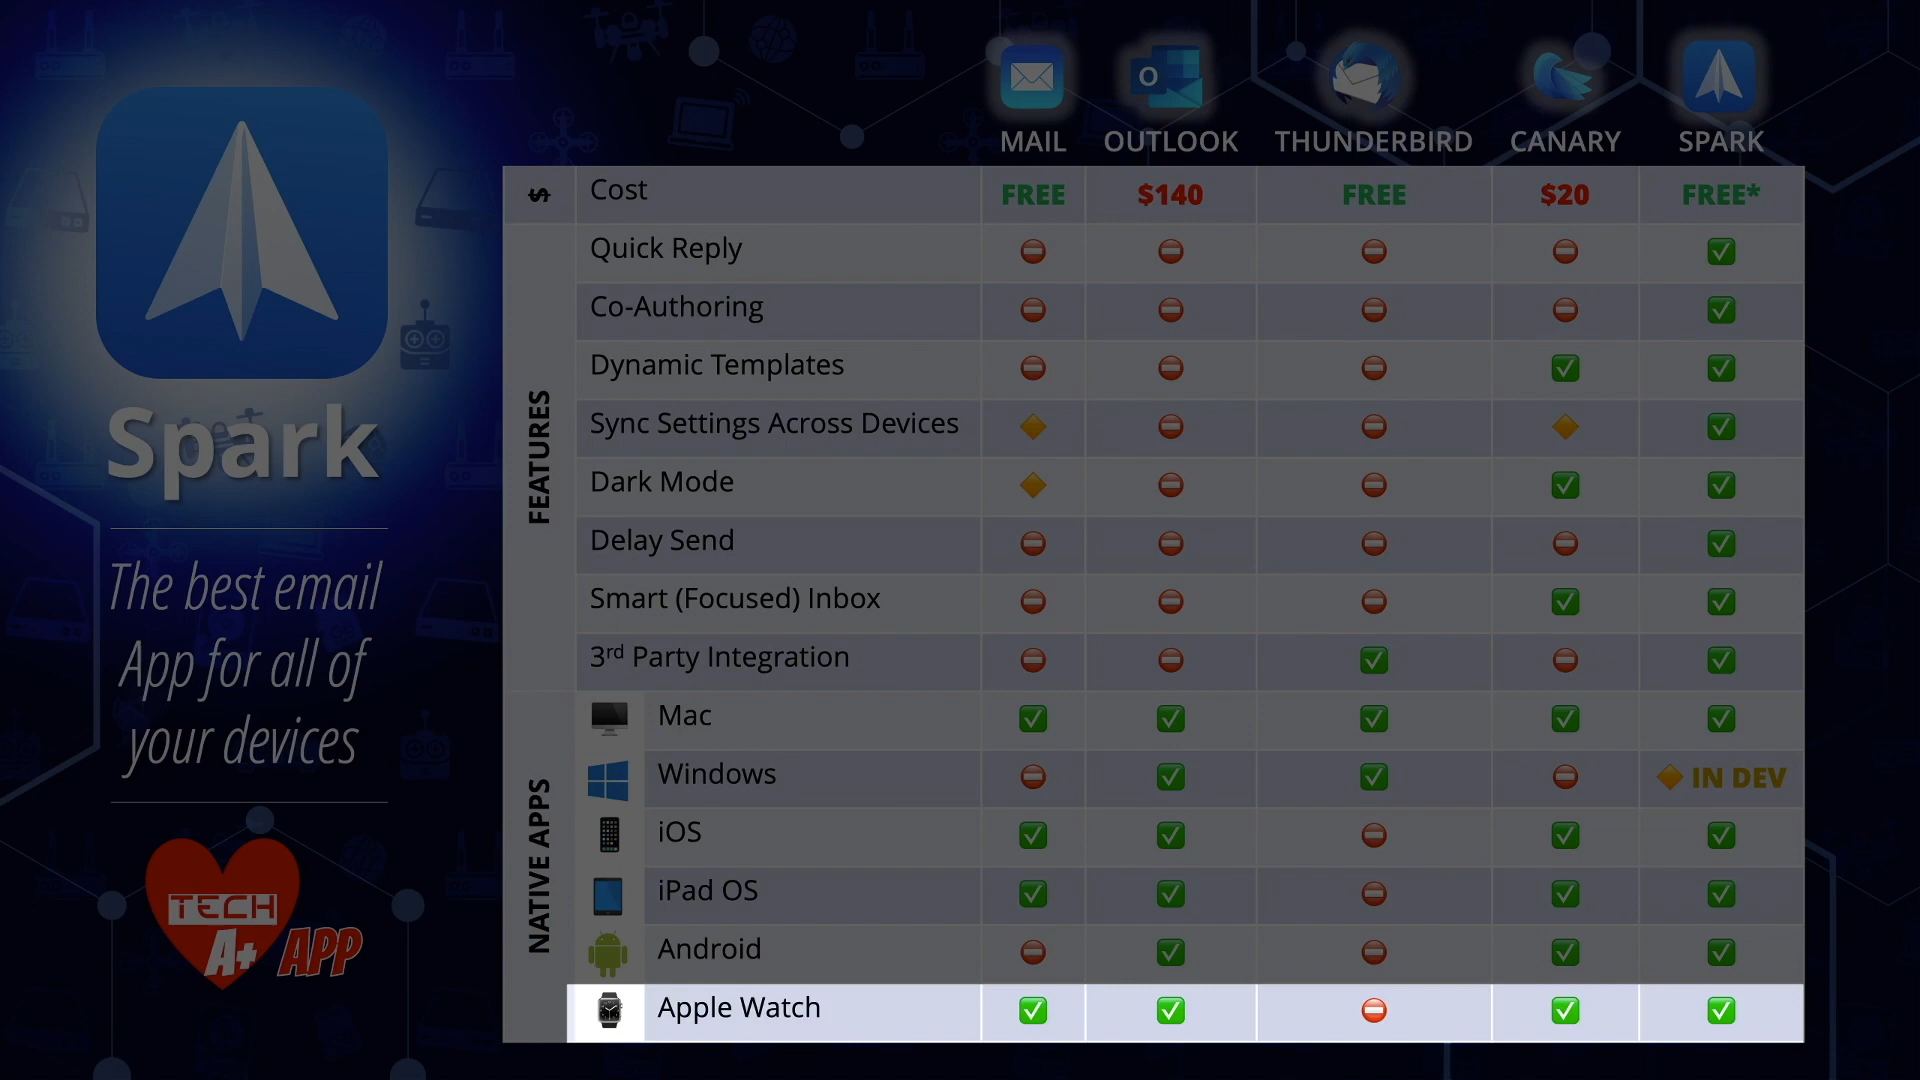 MAIL OUTLOOK THUNDERBIRD CANARY SPARK
$ Cost FREE $140 FREE $20 FREE*
FEATURES
Quick Reply
Co-Authoring
Dynamic Templates
Sync Settings Across Devices
Dark Mode
Delay Send
Smart (Focused) Inbox
3rd Party Integration
NATIVE APPS
Mac
Windows IN DEV
iOS
iPad OS
Android
Apple Watch
Spark
The best email
App for all of
your devices
TECH
A+ APP